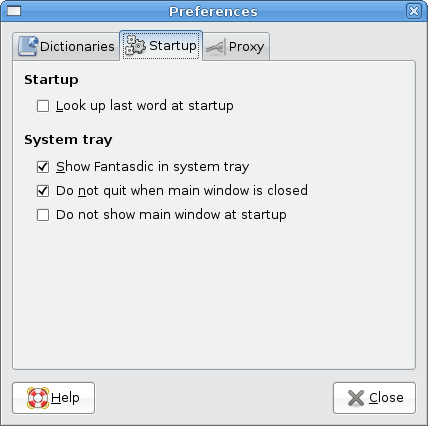 Preferences
Dictionaries
Startup
Proxy
Startup
Look up last word at startup
System tray
Show Fantasdic in system tray
Do not quit when main window is closed
Do not show main window at startup
Help
Close